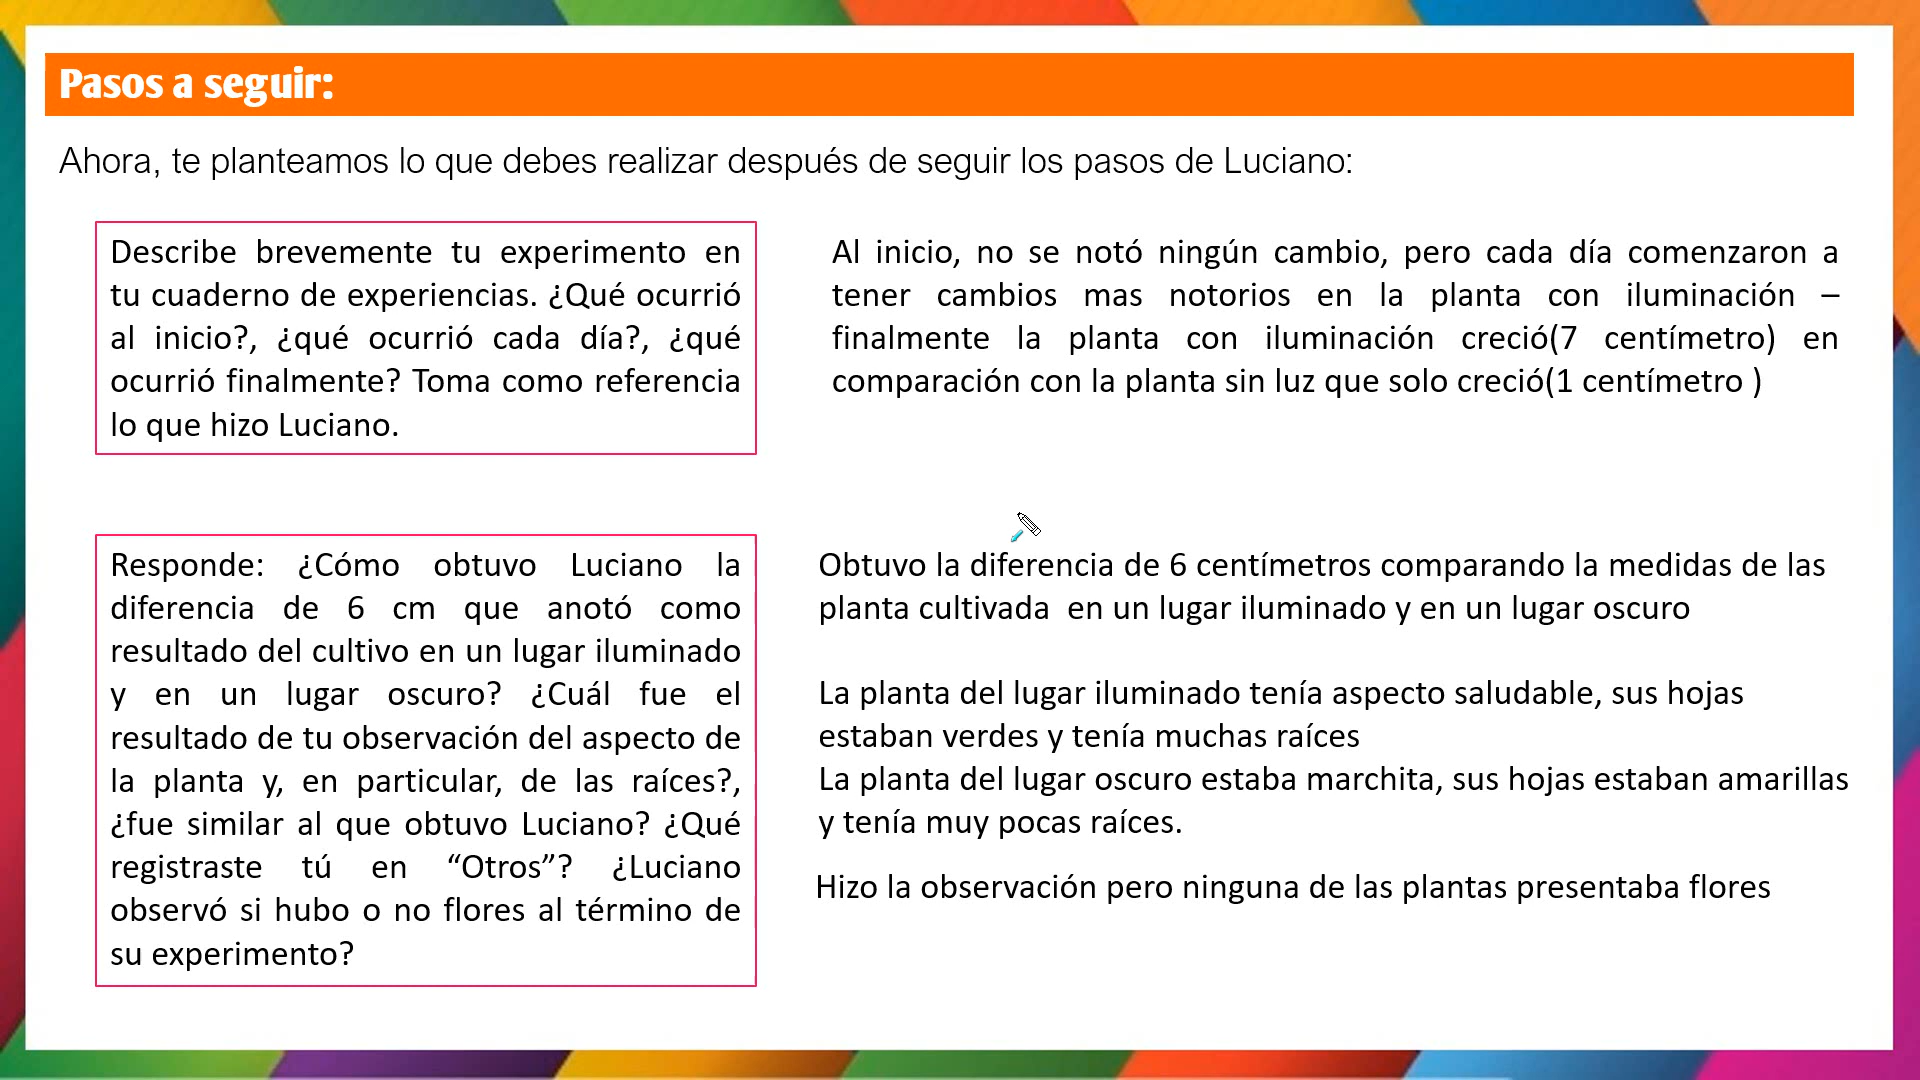 Pasos a seguir:
Ahora, te planteamos lo que debes realizar después de seguir los pasos de Luciano:
Describe brevemente tu experimento en
tu cuaderno de experiencias. ¿Qué ocurrió
al inicio?, ¿qué ocurrió cada día?, ¿qué
ocurrió finalmente? Toma como referencia
lo que hizo Luciano.
Al inicio, no se notó ningún cambio, pero cada día comenzaron a
tener cambios mas notorios en la planta con iluminación –
finalmente la planta con iluminación creció(7 centímetro) en
comparación con la planta sin luz que solo creció(1 centímetro )
Responde: ¿Cómo obtuvo Luciano la
diferencia de 6 cm que anotó como
resultado del cultivo en un lugar iluminado
y en un lugar oscuro? ¿Cuál fue el
resultado de tu observación del aspecto de
la planta y, en particular, de las raíces?,
¿fue similar al que obtuvo Luciano? ¿Qué
registraste tú en “Otros”? ¿Luciano
observó si hubo o no flores al término de
su experimento?
Obtuvo la diferencia de 6 centímetros comparando la medidas de las
planta cultivada  en un lugar iluminado y en un lugar oscuro
La planta del lugar iluminado tenía aspecto saludable, sus hojas
estaban verdes y tenía muchas raíces
La planta del lugar oscuro estaba marchita, sus hojas estaban amarillas
y tenía muy pocas raíces.
Hizo la observación pero ninguna de las plantas presentaba flores